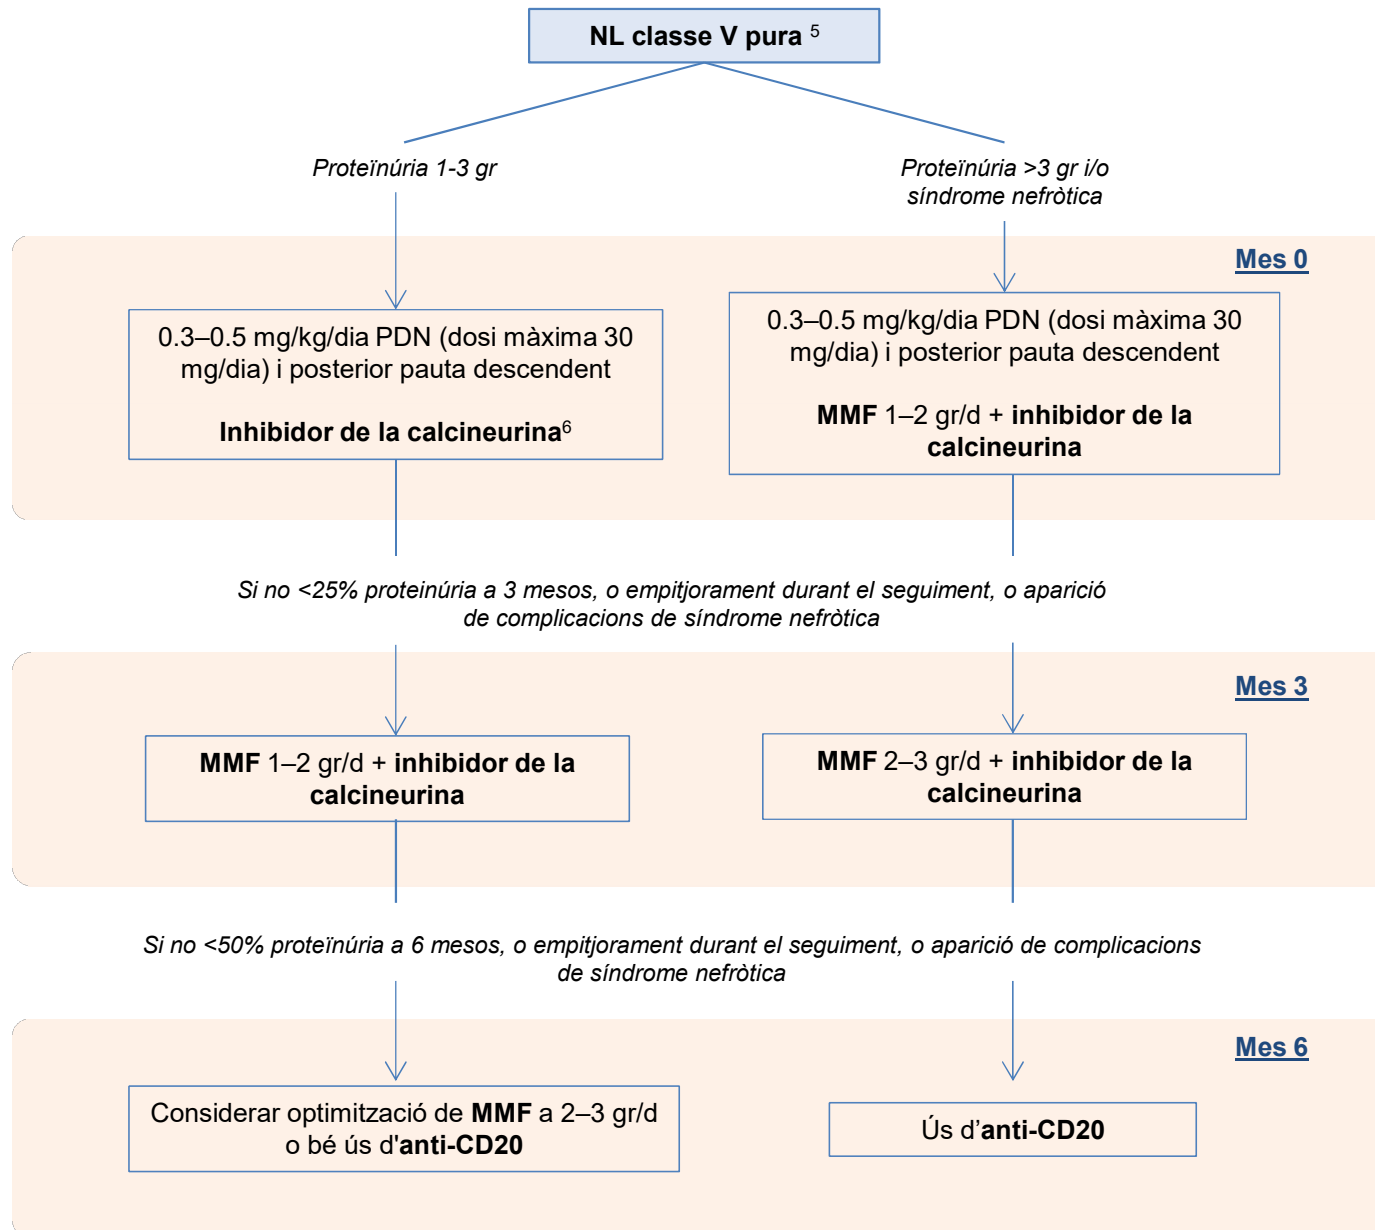 NL classe V pura ⁵
Proteïnúria 1-3 gr
Proteïnúria >3 gr i/o
síndrome nefròtica
Mes 0
0.3–0.5 mg/kg/dia PDN (dosi màxima 30
mg/dia) i posterior pauta descendent
Inhibidor de la calcineurina⁶
0.3–0.5 mg/kg/dia PDN (dosi màxima 30
mg/dia) i posterior pauta descendent
MMF 1–2 gr/d + inhibidor de la
calcineurina
Si no <25% proteinúria a 3 mesos, o empitjorament durant el seguiment, o aparició
de complicacions de síndrome nefròtica
Mes 3
MMF 1–2 gr/d + inhibidor de la
calcineurina
MMF 2–3 gr/d + inhibidor de la
calcineurina
Si no <50% proteïnúria a 6 mesos, o empitjorament durant el seguiment, o aparició de complicacions
de síndrome nefròtica
Mes 6
Considerar optimització de MMF a 2–3 gr/d
o bé ús d'anti-CD20
Ús d’anti-CD20